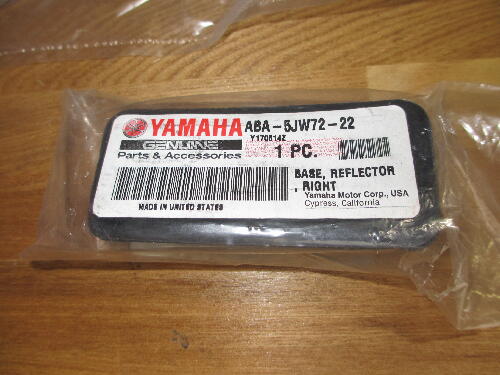 YAMAHA ABA-5JW72-22
Y170614Z
GENUINE
Parts & Accessories
1 PC.
BASE, REFLECTOR
, RIGHT
Yamaha Motor Corp., USA
Cypress, California
MADE IN UNITED STATES